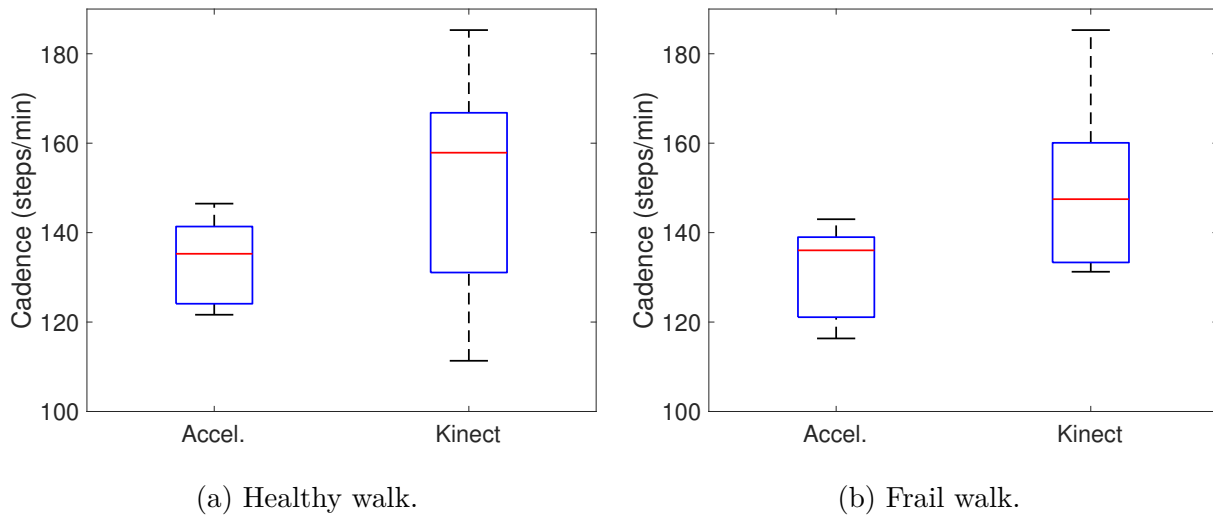 Cadence (steps/min)
180
160
140
120
100
Accel.
Kinect
(a) Healthy walk.
Cadence (steps/min)
180
160
140
120
100
Accel.
Kinect
(b) Frail walk.